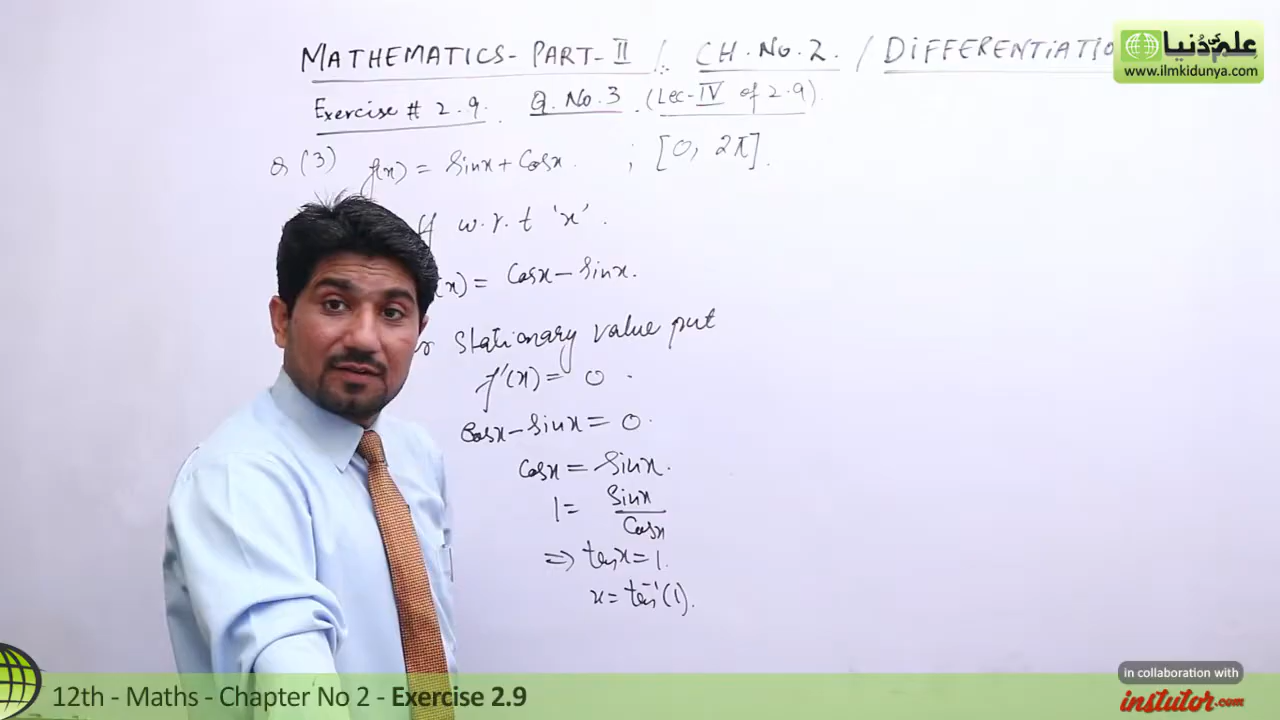 MATHEMATICS - PART - II / CH. No. 2. / DIFFERENTIATIO
علم کی دُنیا
www.ilmkidunya.com
Exercise # 2.9. Q. No. 3. (Lec-IV of 2.9).
Q (3) f(x) = Sinx + Cosx. ; [0, 2π].
w.r.t 'x'.
(x) = Cosx - Sinx.
Stationary value put
f'(x) = 0.
Cosx - Sinx = 0.
Cosx = Sinx.
1 = Sinx/Cosx
⇒ tanx = 1.
x = tan⁻¹(1).
in collaboration with
instutor.com
12th - Maths - Chapter No 2 - Exercise 2.9